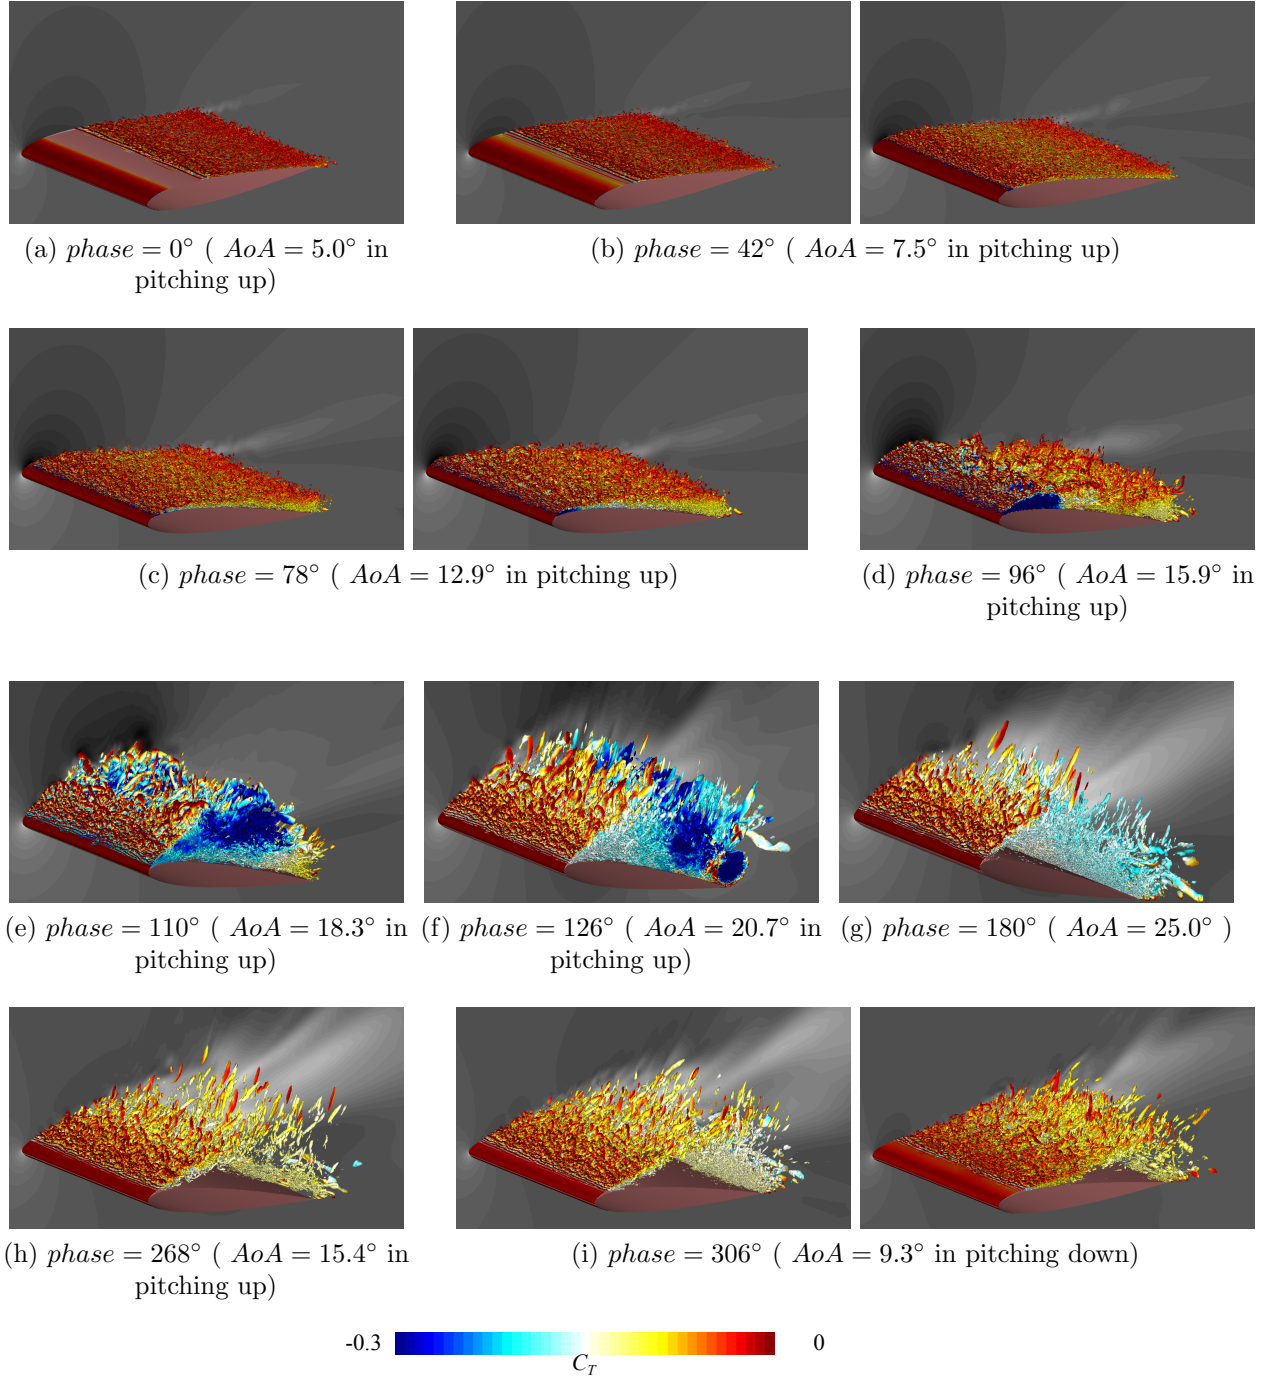 (a) phase = 0° ( AoA = 5.0° in
pitching up)
(b) phase = 42° ( AoA = 7.5° in pitching up)
(c) phase = 78° ( AoA = 12.9° in pitching up)
(d) phase = 96° ( AoA = 15.9° in
pitching up)
(e) phase = 110° ( AoA = 18.3° in
pitching up)
(f) phase = 126° ( AoA = 20.7° in
pitching up)
(g) phase = 180° ( AoA = 25.0° )
(h) phase = 268° ( AoA = 15.4° in
pitching up)
(i) phase = 306° ( AoA = 9.3° in pitching down)
-0.3 0
C_T